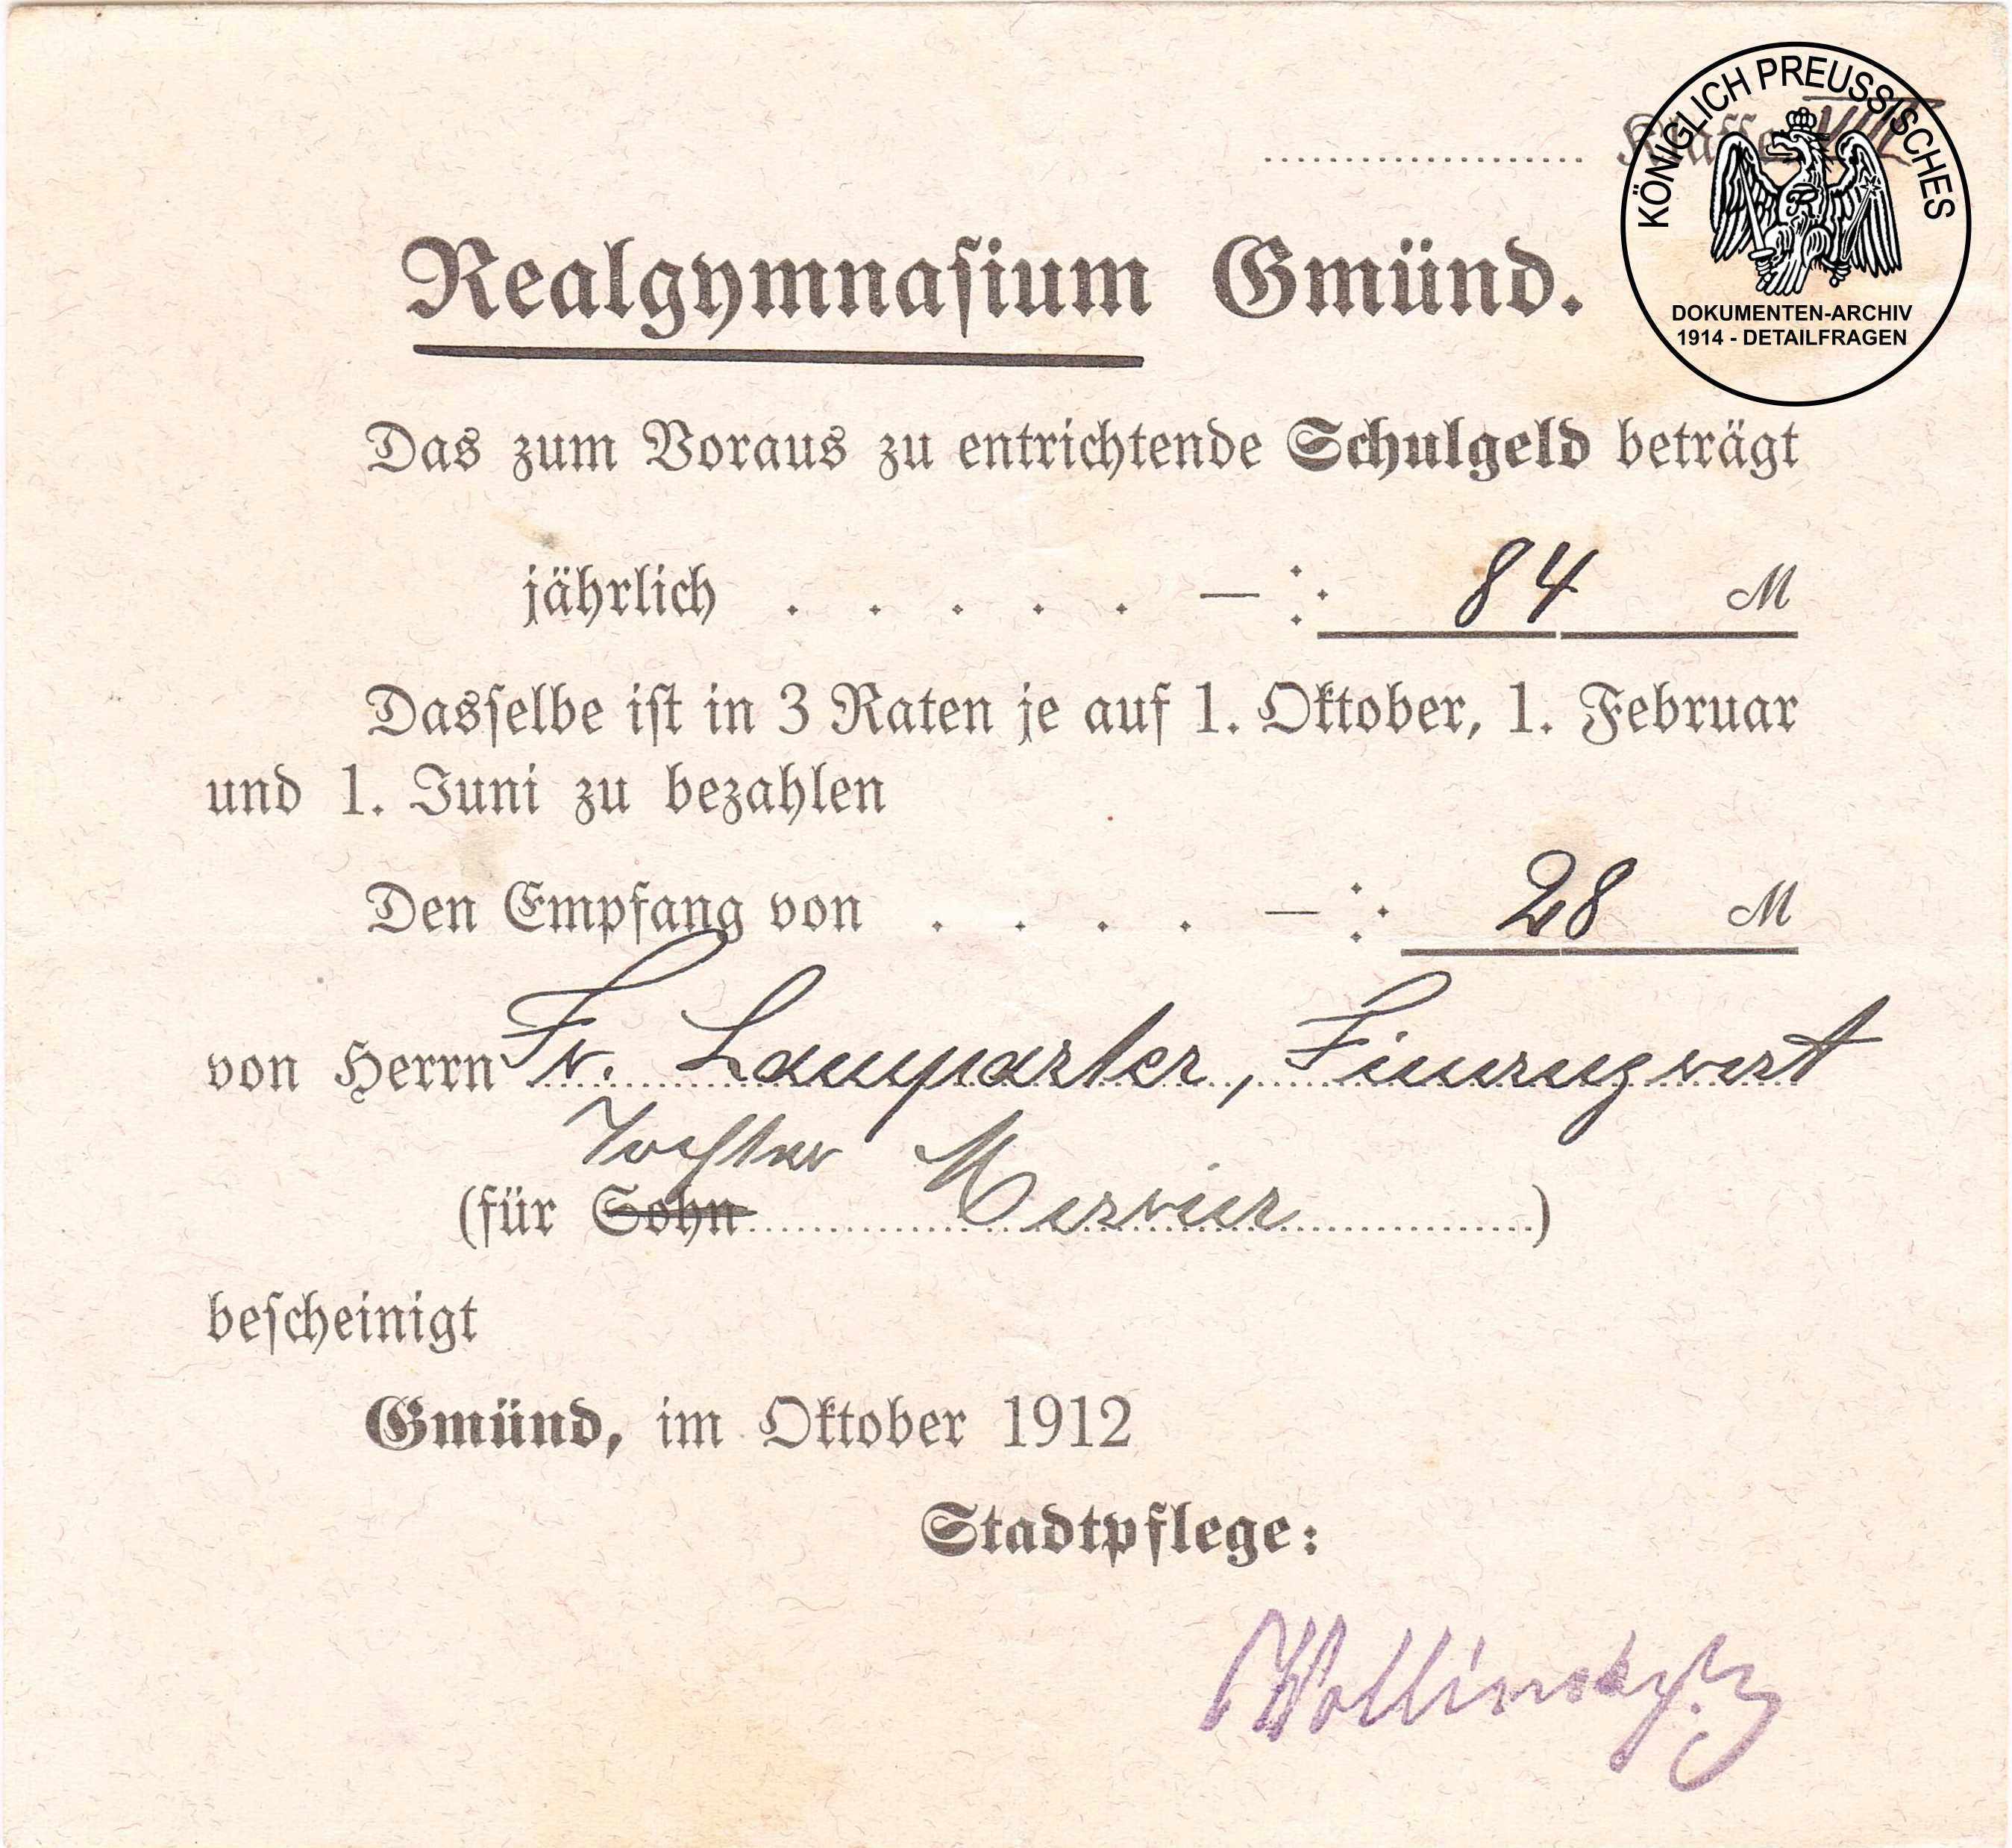 KÖNIGLICH PREUSSISCHES
DOKUMENTEN-ARCHIV
1914 - DETAILFRAGEN
Klasse VIII
Realgymnasium Gmünd.
Das zum Voraus zu entrichtende Schulgeld beträgt
jährlich . . . . . —: 84 M
Dasselbe ist in 3 Raten je auf 1. Oktober, 1. Februar
und 1. Juni zu bezahlen
Den Empfang von . . . . —: 28 M
von Herrn Fr. Lamparter,
Tochter
(für Sohn)
bescheinigt
Gmünd, im Oktober 1912
Stadtpflege: